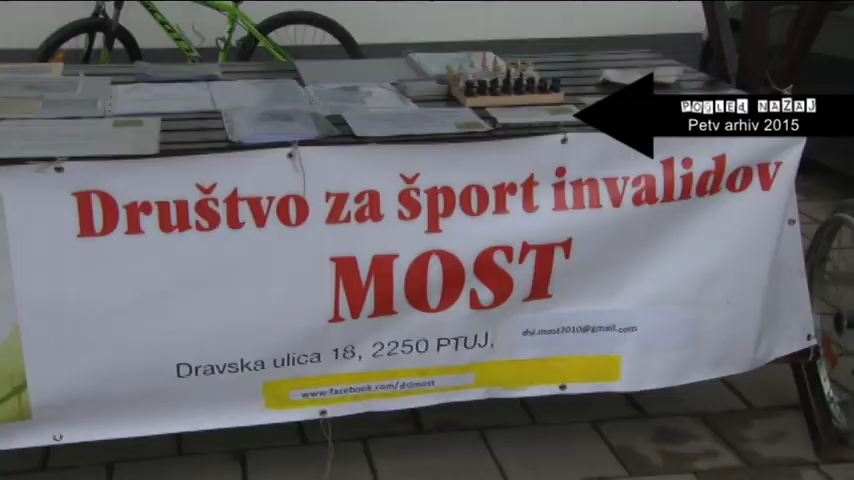 POGLED NAZAJ
Petv arhiv 2015
Društvo za šport invalidov
MOST
Dravska ulica 18, 2250 PTUJ,
dsi.most2010@gmail.com
www.facebook.com/dsimost